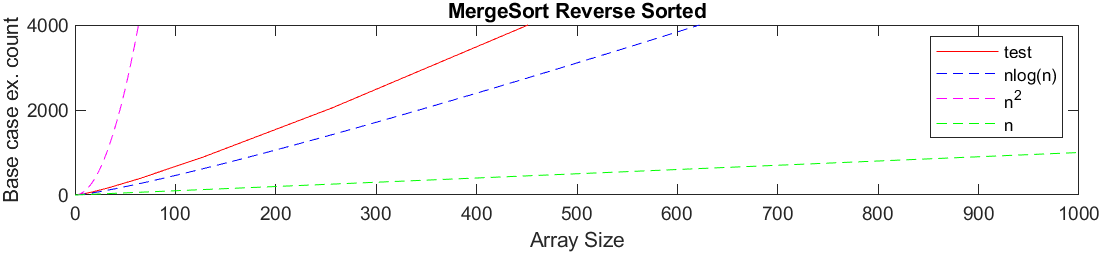 MergeSort Reverse Sorted
Base case ex. count
4000
2000
0
test
nlog(n)
n²
n
0 100 200 300 400 500 600 700 800 900 1000
Array Size